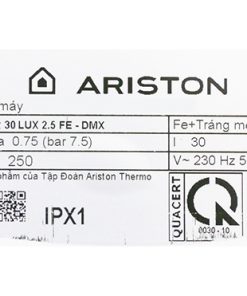 ARISTON
máy
30 LUX 2.5 FE - DMX
Fe+Tráng me
a 0.75 (bar 7.5)
I 30
250
V~ 230 Hz 5
phẩm của Tập Đoàn Ariston Thermo
IPX1
QUACERT
0030 - 10